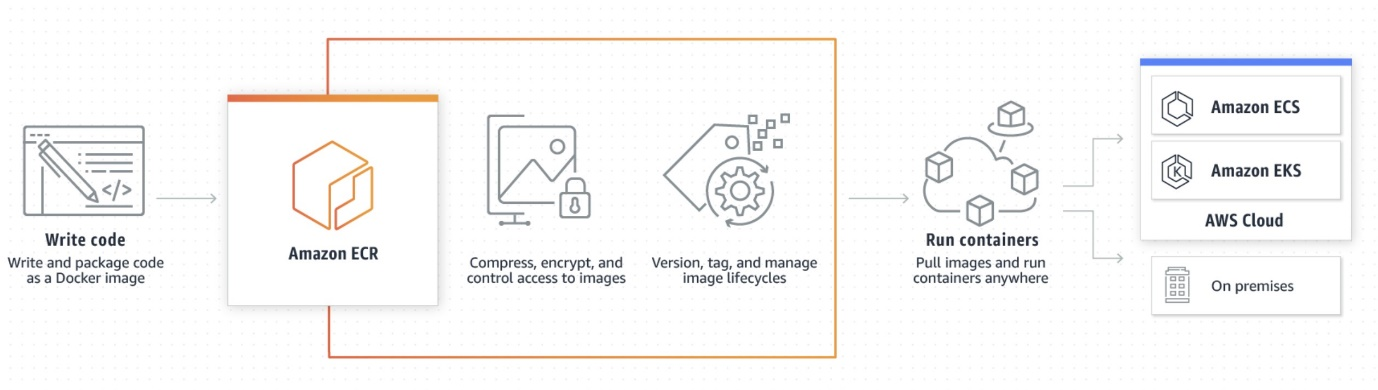 Write code
Write and package code
as a Docker image
</>
Amazon ECR
Compress, encrypt, and
control access to images
Version, tag, and manage
image lifecycles
Run containers
Pull images and run
containers anywhere
Amazon ECS
K
Amazon EKS
AWS Cloud
On premises